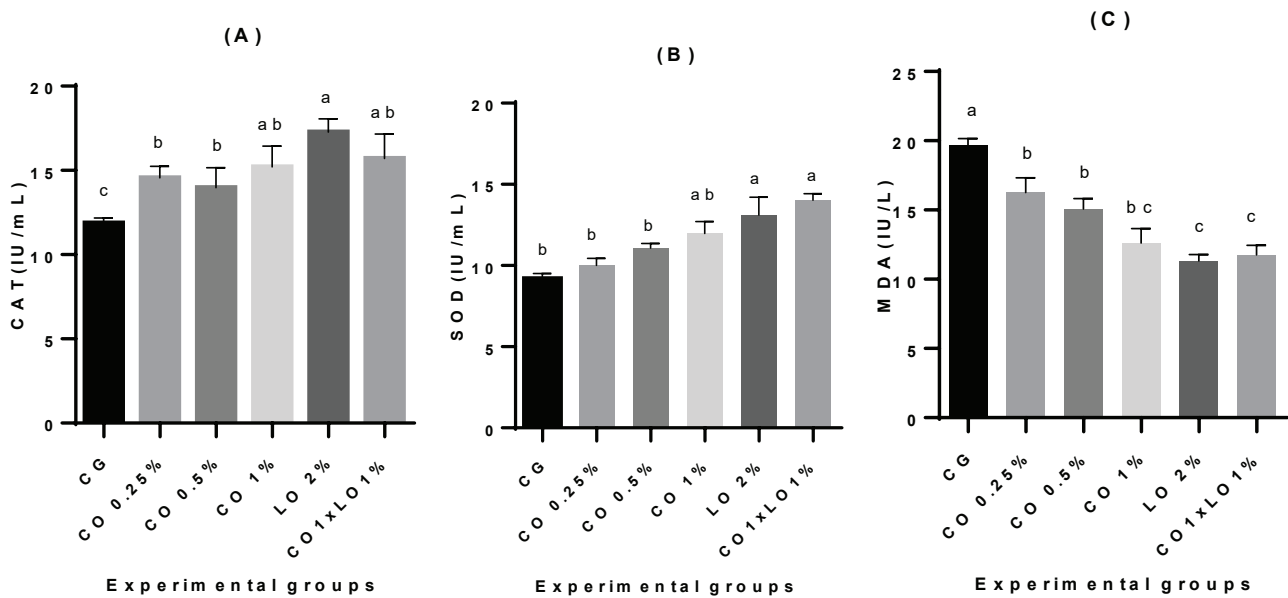 (A)
CAT(IU/mL)
20
15
10
5
0
c
b
b
ab
a
ab
CG
CO 0.25%
CO 0.5%
CO 1%
LO 2%
CO1xLO1%
Experimental groups
(B)
SOD(IU/mL)
20
15
10
5
0
b
b
b
ab
a
a
CG
CO 0.25%
CO 0.5%
CO 1%
LO 2%
CO1xLO1%
Experimental groups
(C)
MDA(IU/L)
25
20
15
10
5
0
a
b
b
bc
c
c
CG
CO 0.25%
CO 0.5%
CO 1%
LO 2%
CO1xLO1%
Experimental groups